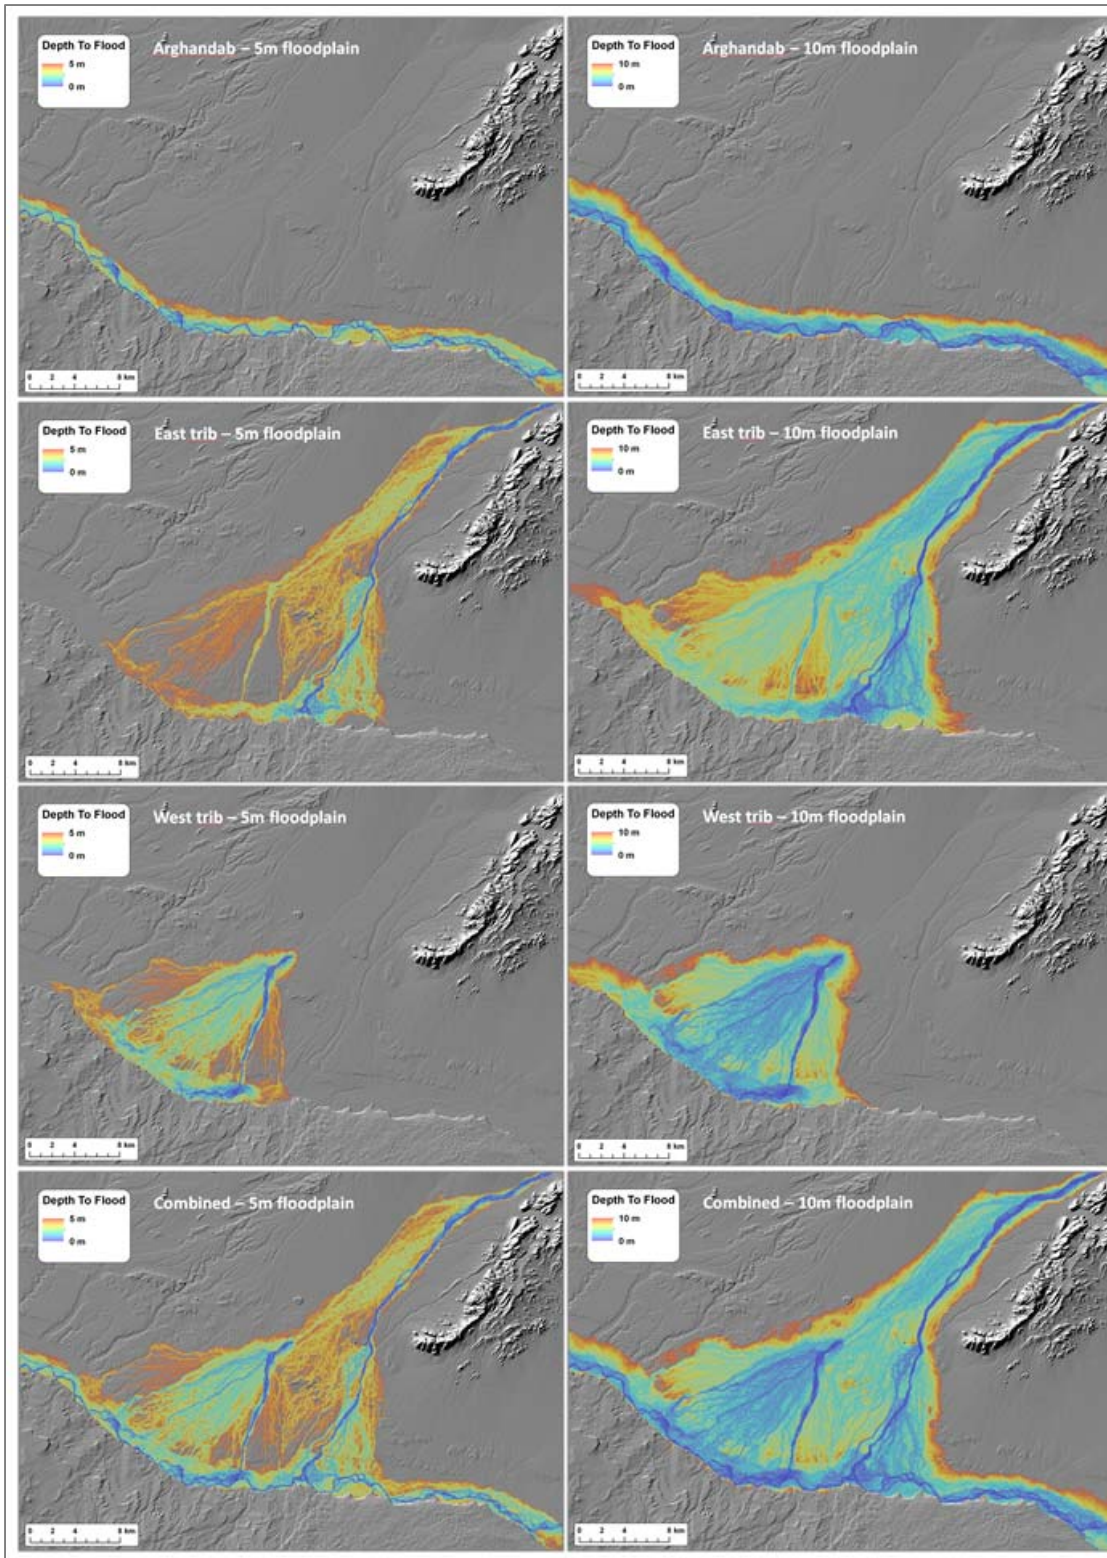 Depth To Flood
5 m
0 m
Arghandab – 5m floodplain
0 2 4 8 km
Depth To Flood
10 m
0 m
Arghandab – 10m floodplain
0 2 4 8 km
Depth To Flood
5 m
0 m
East trib – 5m floodplain
0 2 4 8 km
Depth To Flood
10 m
0 m
East trib – 10m floodplain
0 2 4 8 km
Depth To Flood
5 m
0 m
West trib – 5m floodplain
0 2 4 8 km
Depth To Flood
10 m
0 m
West trib – 10m floodplain
0 2 4 8 km
Depth To Flood
5 m
0 m
Combined – 5m floodplain
0 2 4 8 km
Depth To Flood
10 m
0 m
Combined – 10m floodplain
0 2 4 8 km